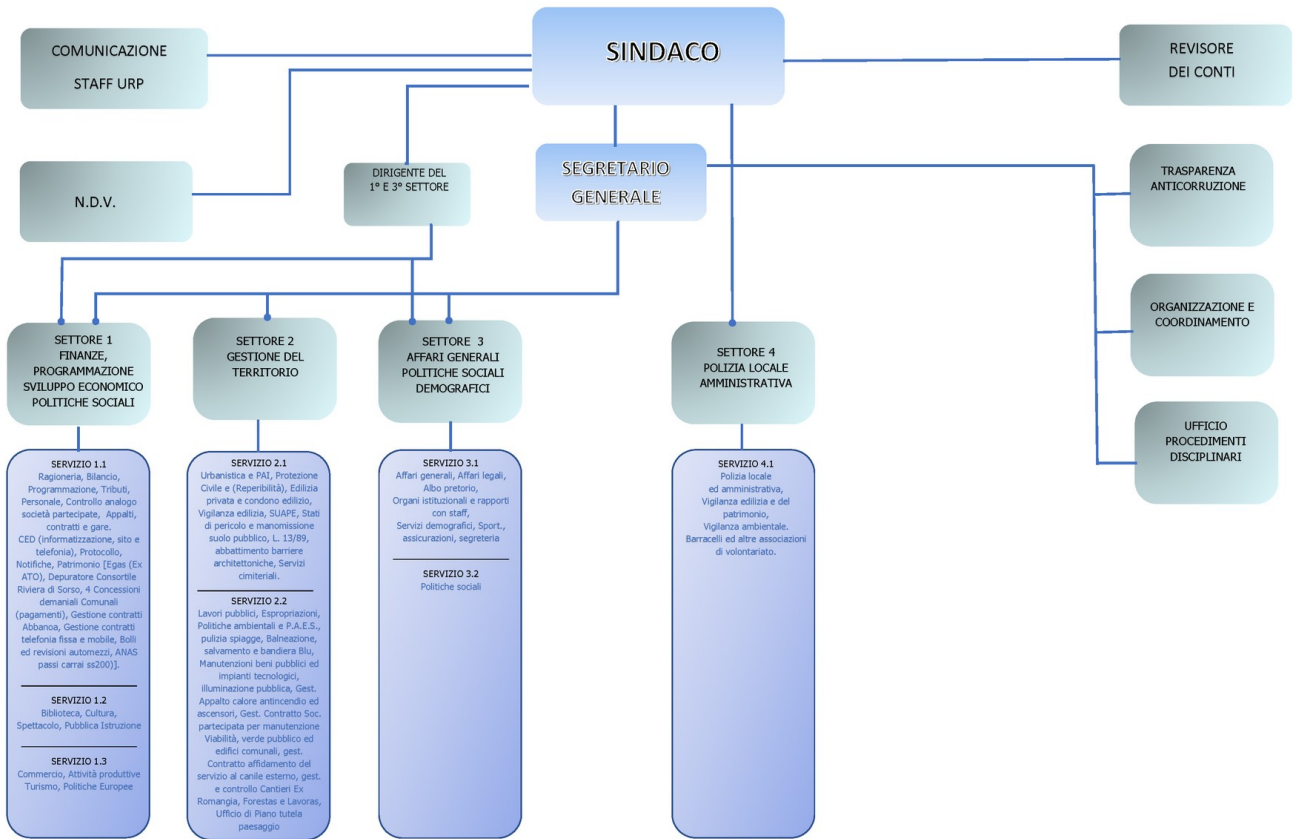 COMUNICAZIONE
STAFF URP
SINDACO
REVISORE
DEI CONTI
N.D.V.
DIRIGENTE DEL
1° E 3° SETTORE
SEGRETARIO
GENERALE
TRASPARENZA
ANTICORRUZIONE
ORGANIZZAZIONE E
COORDINAMENTO
UFFICIO
PROCEDIMENTI
DISCIPLINARI
SETTORE 1
FINANZE,
PROGRAMMAZIONE
SVILUPPO ECONOMICO
POLITICHE SOCIALI
SETTORE 2
GESTIONE DEL
TERRITORIO
SETTORE 3
AFFARI GENERALI
POLITICHE SOCIALI
DEMOGRAFICI
SETTORE 4
POLIZIA LOCALE
AMMINISTRATIVA
SERVIZIO 1.1
Ragioneria, Bilancio,
Programmazione, Tributi,
Personale, Controllo analogo
società partecipate, Appalti,
contratti e gare.
CED (informatizzazione, sito e
telefonia), Protocollo,
Notifiche, Patrimonio [Egas (Ex
ATO), Depuratore Consortile
Riviera di Sorso, 4 Concessioni
demaniali Comunali
(pagamenti), Gestione contratti
Abbanoa, Gestione contratti
telefonia fissa e mobile, Bolli
ed revisioni automezzi, ANAS
passi carrai ss200)].
SERVIZIO 1.2
Biblioteca, Cultura,
Spettacolo, Pubblica Istruzione
SERVIZIO 1.3
Commercio, Attività produttive
Turismo, Politiche Europee
SERVIZIO 2.1
Urbanistica e PAI, Protezione
Civile e (Reperibilità), Edilizia
privata e condono edilizio,
Vigilanza edilizia, SUAPE, Stati
di pericolo e manomissione
suolo pubblico, L. 13/89,
abbattimento barriere
architettoniche, Servizi
cimiteriali.
SERVIZIO 2.2
Lavori pubblici, Espropriazioni,
Politiche ambientali e P.A.E.S.,
pulizia spiagge, Balneazione,
salvamento e bandiera Blu,
Manutenzioni beni pubblici ed
impianti tecnologici,
illuminazione pubblica, Gest.
Appalto calore antincendio ed
ascensori, Gest. Contratto Soc.
partecipata per manutenzione
Viabilità, verde pubblico ed
edifici comunali, gest.
Contratto affidamento del
servizio al canile esterno, gest.
e controllo Cantieri Ex
Romangia, Forestas e Lavoras,
Ufficio di Piano tutela
paesaggio
SERVIZIO 3.1
Affari generali, Affari legali,
Albo pretorio,
Organi istituzionali e rapporti
con staff,
Servizi demografici, Sport.,
assicurazioni, segreteria
SERVIZIO 3.2
Politiche sociali
SERVIZIO 4.1
Polizia locale
ed amministrativa,
Vigilanza edilizia e del
patrimonio,
Vigilanza ambientale.
Barracelli ed altre associazioni
di volontariato.